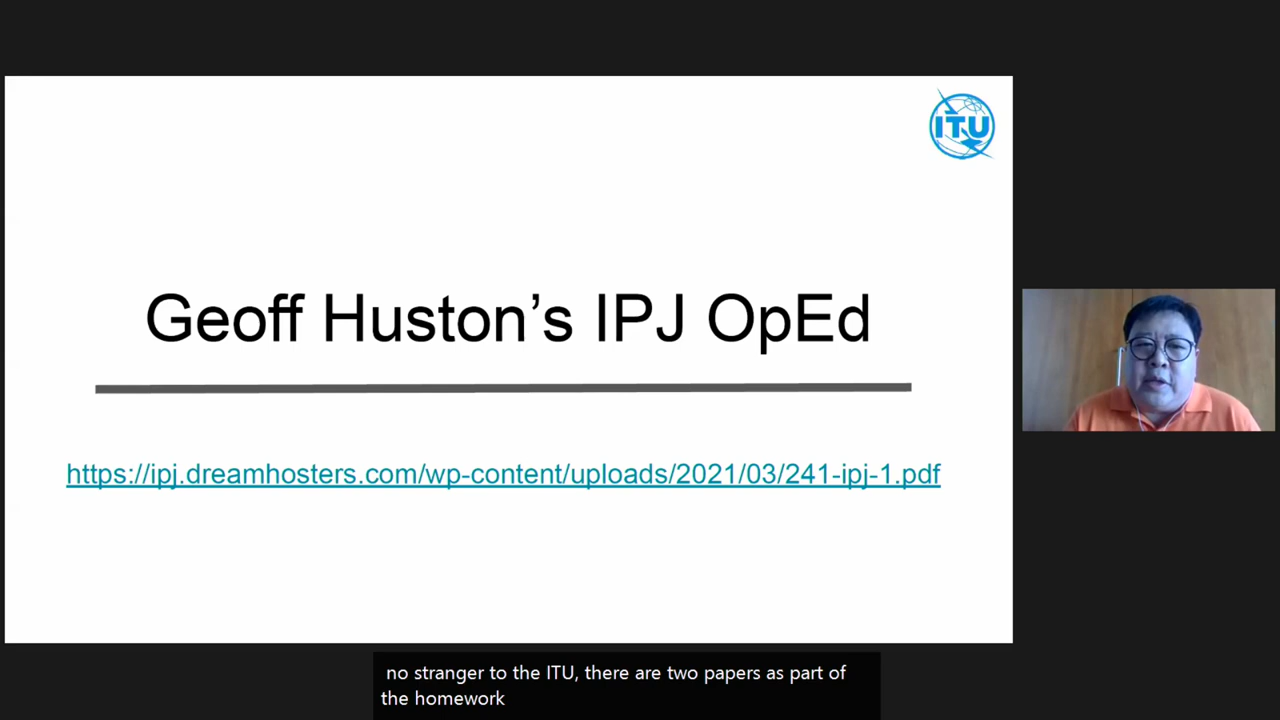 ITU
Geoff Huston’s IPJ OpEd
https://ipj.dreamhosters.com/wp-content/uploads/2021/03/241-ipj-1.pdf
no stranger to the ITU, there are two papers as part of
the homework